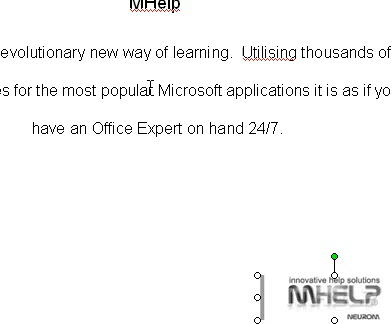 MHelp
evolutionary new way of learning. Utilising thousands of
es for the most popular Microsoft applications it is as if yo
have an Office Expert on hand 24/7.
innovative help solutions
MHELP
NEUROM